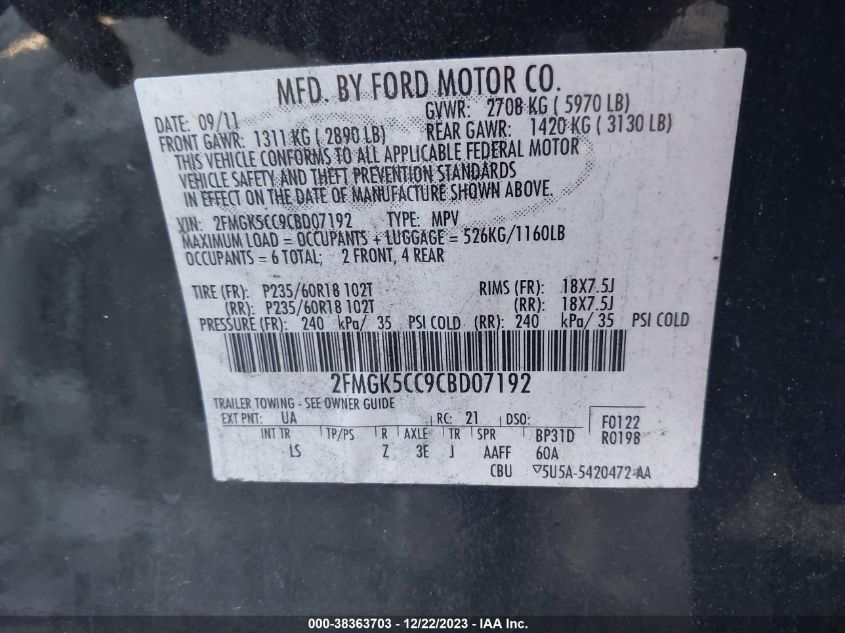 MFD. BY FORD MOTOR CO.
DATE: 09/11 GVWR: 2708 KG ( 5970 LB)
FRONT GAWR: 1311 KG ( 2890 LB) REAR GAWR: 1420 KG ( 3130 LB)
THIS VEHICLE CONFORMS TO ALL APPLICABLE FEDERAL MOTOR
VEHICLE SAFETY AND THEFT PREVENTION STANDARDS
IN EFFECT ON THE DATE OF MANUFACTURE SHOWN ABOVE.
VIN: 2FMGK5CC9CBD07192 TYPE: MPV
MAXIMUM LOAD = OCCUPANTS + LUGGAGE = 526KG/1160LB
OCCUPANTS = 6 TOTAL; 2 FRONT, 4 REAR
TIRE (FR): P235/60R18 102T RIMS (FR): 18X7.5J
(RR): P235/60R18 102T (RR): 18X7.5J
PRESSURE (FR): 240 kPa/ 35 PSI COLD (RR): 240 kPa/ 35 PSI COLD
2FMGK5CC9CBD07192
TRAILER TOWING - SEE OWNER GUIDE
EXT PNT: UA RC: 21 DSO: F0122
INT TR TP/PS R AXLE TR SPR BP31D R0198
LS Z 3E J AAFF 60A
CBU ▽5U5A-5420472-AA
000-38363703 - 12/22/2023 - IAA Inc.